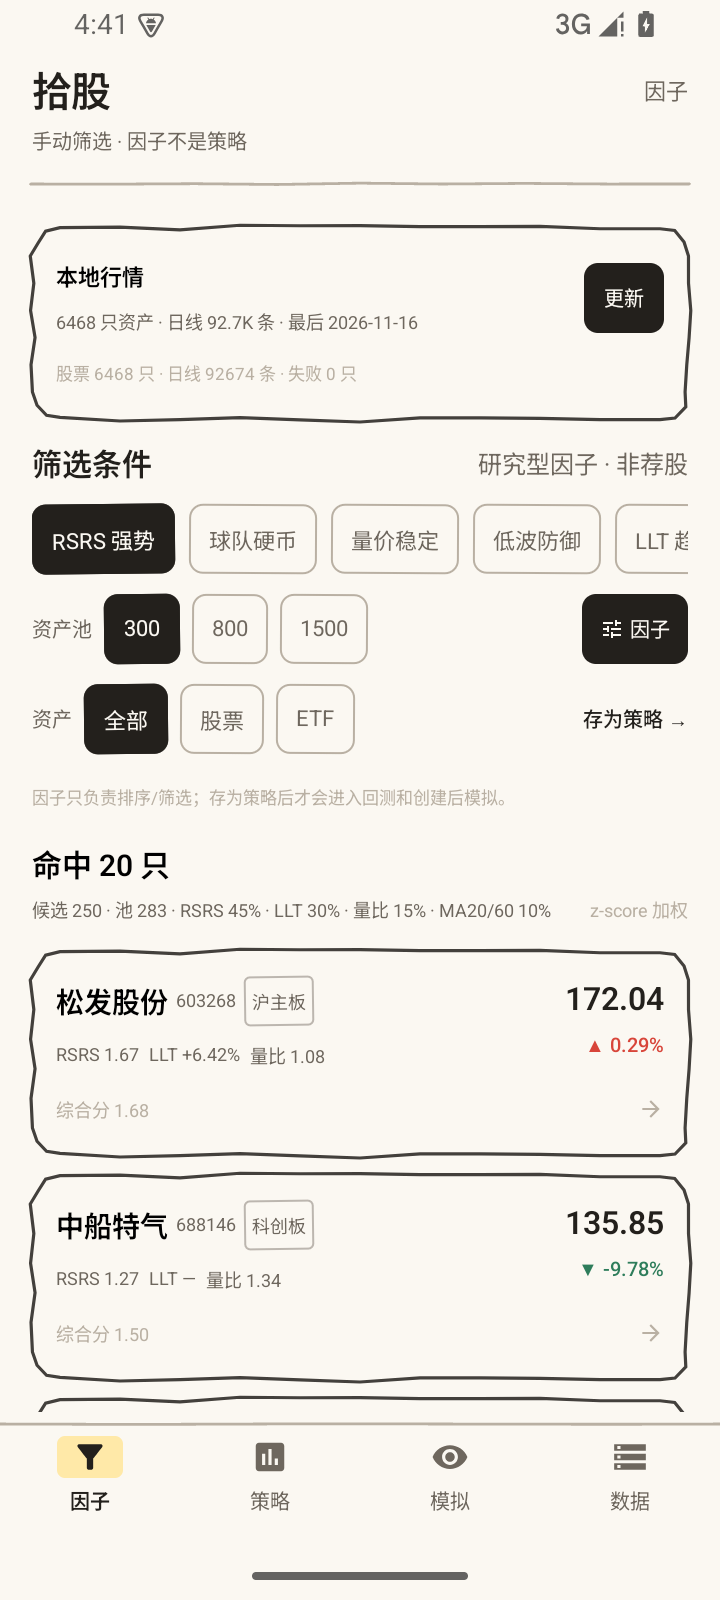 4:41
3G
拾股
因子
手动筛选 · 因子不是策略
本地行情
更新
6468 只资产 · 日线 92.7K 条 · 最后 2026-11-16
股票 6468 只 · 日线 92674 条 · 失败 0 只
筛选条件
研究型因子 · 非荐股
RSRS 强势
球队硬币
量价稳定
低波防御
LLT 趋
资产池
300
800
1500
因子
资产
全部
股票
ETF
存为策略 →
因子只负责排序/筛选；存为策略后才会进入回测和创建后模拟。
命中 20 只
候选 250 · 池 283 · RSRS 45% · LLT 30% · 量比 15% · MA20/60 10%
z-score 加权
松发股份 603268 沪主板
172.04
RSRS 1.67 LLT +6.42% 量比 1.08
▲ 0.29%
综合分 1.68
中船特气 688146 科创板
135.85
RSRS 1.27 LLT — 量比 1.34
▼ -9.78%
综合分 1.50
因子
策略
模拟
数据